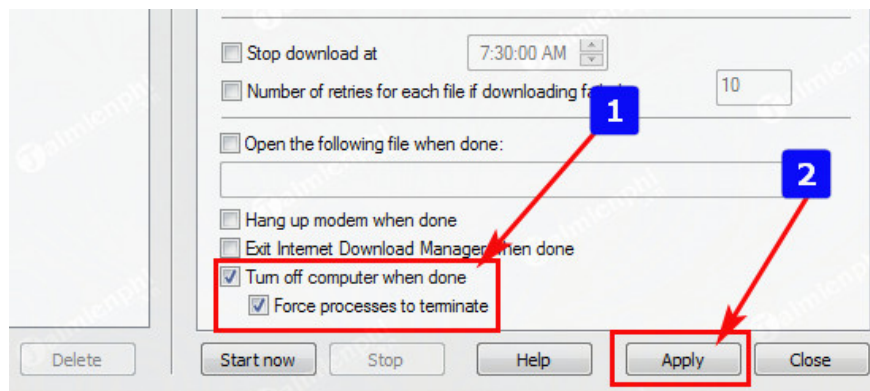 Stop download at 7:30:00 AM
Number of retries for each file if downloading 10
1
Open the following file when done:
2
Hang up modem when done
Exit Internet Download Manager when done
Turn off computer when done
Force processes to terminate
Delete Start now Stop Help Apply Close